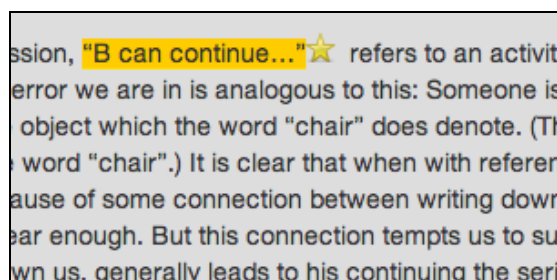 ssion, “B can continue…” refers to an activit
error we are in is analogous to this: Someone is
object which the word “chair” does denote. (Th
word “chair”.) It is clear that when with referen
ause of some connection between writing down
ear enough. But this connection tempts us to su
wn us, generally leads to his continuing the ser